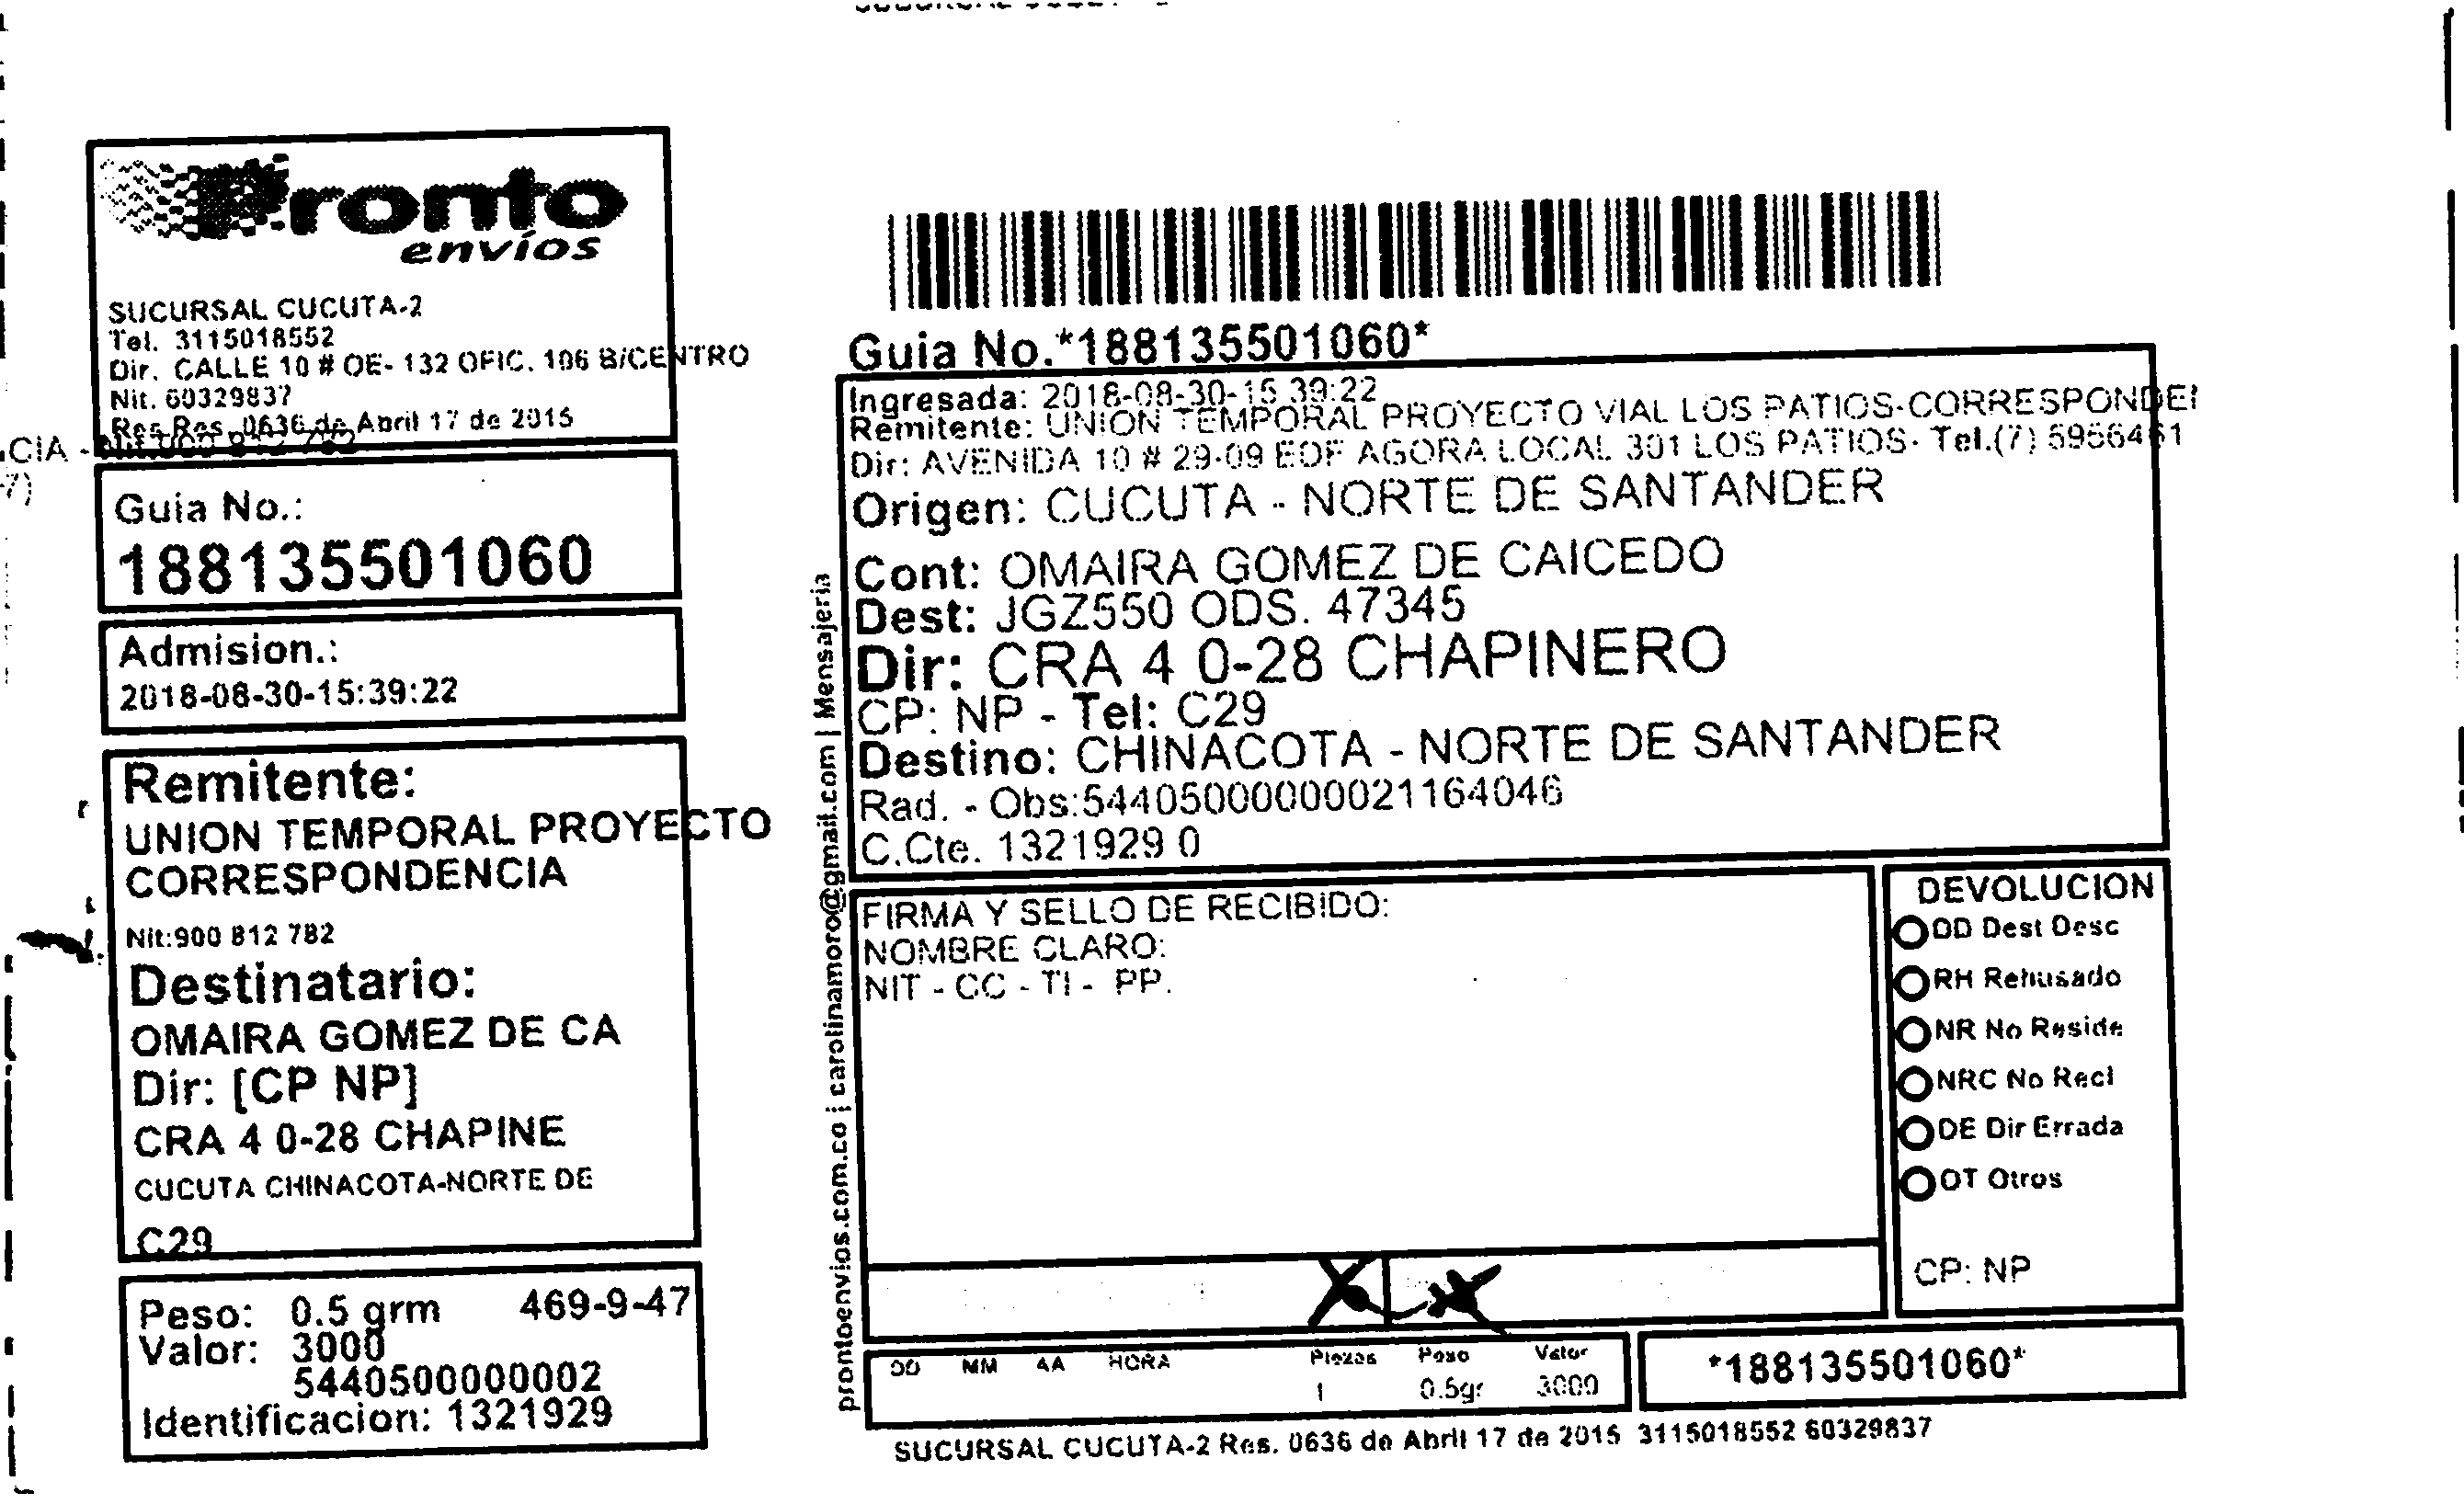 Pronto
envíos
SUCURSAL CUCUTA-2
Tel. 3115018552
Dir. CALLE 10 # OE- 132 OFIC. 106 B/CENTRO
Nit. 60329837
Res Res. 0636 de Abril 17 de 2015
CIA - Nit.900 812 782
7)
Guia No.:
188135501060
Admision.:
2018-08-30-15:39:22
Remitente:
UNION TEMPORAL PROYECTO
CORRESPONDENCIA
Nit:900 812 782
Destinatario:
OMAIRA GOMEZ DE CA
Dir: [CP NP]
CRA 4 0-28 CHAPINE
CUCUTA CHINACOTA-NORTE DE
C29
Peso: 0.5 grm 469-9-47
Valor: 3000
5440500000002
Identificacion: 1321929
prontoenvios.com.co | carolinamoro@gmail.com | Mensajeria
Guia No.*188135501060*
Ingresada: 2018-08-30-15:39:22
Remitente: UNION TEMPORAL PROYECTO VIAL LOS PATIOS-CORRESPONDEN
Dir: AVENIDA 10 # 29-09 EDF AGORA LOCAL 301 LOS PATIOS- Tel.(7) 5956461
Origen: CUCUTA - NORTE DE SANTANDER
Cont: OMAIRA GOMEZ DE CAICEDO
Dest: JGZ550 ODS. 47345
Dir: CRA 4 0-28 CHAPINERO
CP: NP - Tel: C29
Destino: CHINACOTA - NORTE DE SANTANDER
Rad. - Obs:544050000000021164046
C.Cte. 1321929 0
FIRMA Y SELLO DE RECIBIDO:
NOMBRE CLARO:
NIT - CC - TI - PP.
DEVOLUCION
DD Dest Desc
RH Rehusado
NR No Reside
NRC No Recl
DE Dir Errada
OT Otros
CP: NP
DD MM AA HORA Piezas Peso Valor
1 0.5gr 3000
*188135501060*
SUCURSAL CUCUTA-2 Res. 0636 de Abril 17 de 2015 3115018552 60329837